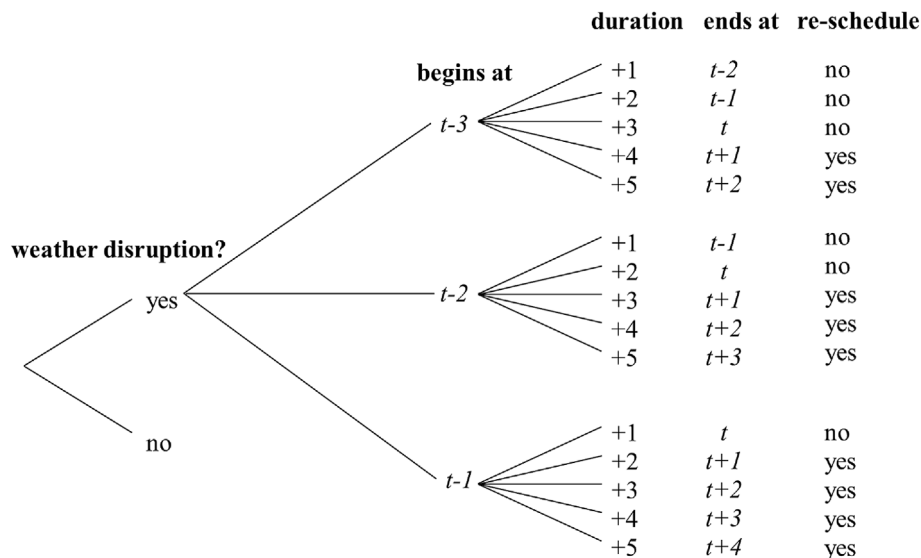 duration ends at re-schedule
begins at
+1 t-2 no
+2 t-1 no
t-3
+3 t no
+4 t+1 yes
+5 t+2 yes
weather disruption?
+1 t-1 no
+2 t no
yes
t-2
+3 t+1 yes
+4 t+2 yes
+5 t+3 yes
no
+1 t no
+2 t+1 yes
t-1
+3 t+2 yes
+4 t+3 yes
+5 t+4 yes